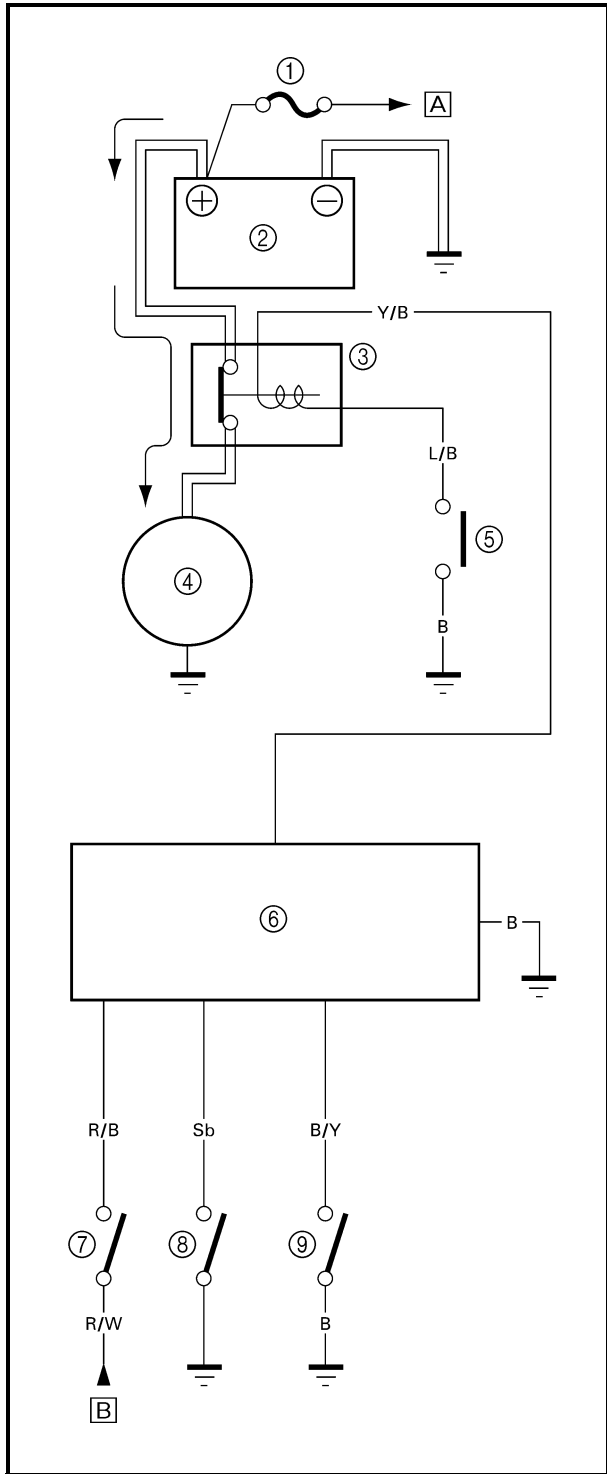 ①
A
+
−
②
Y/B
③
L/B
⑤
④
B
⑥
B
R/B
Sb
B/Y
⑦
⑧
⑨
R/W
B
B